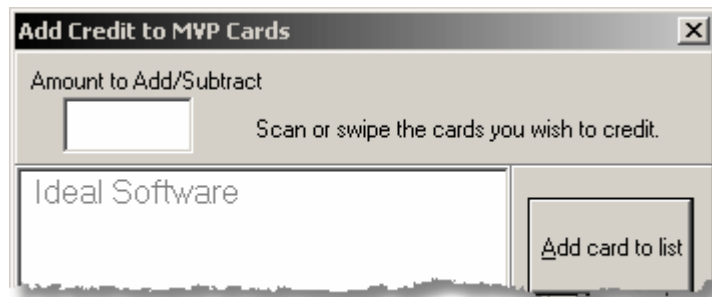 Add Credit to MVP Cards
Amount to Add/Subtract
Scan or swipe the cards you wish to credit.
Ideal Software
Add card to list